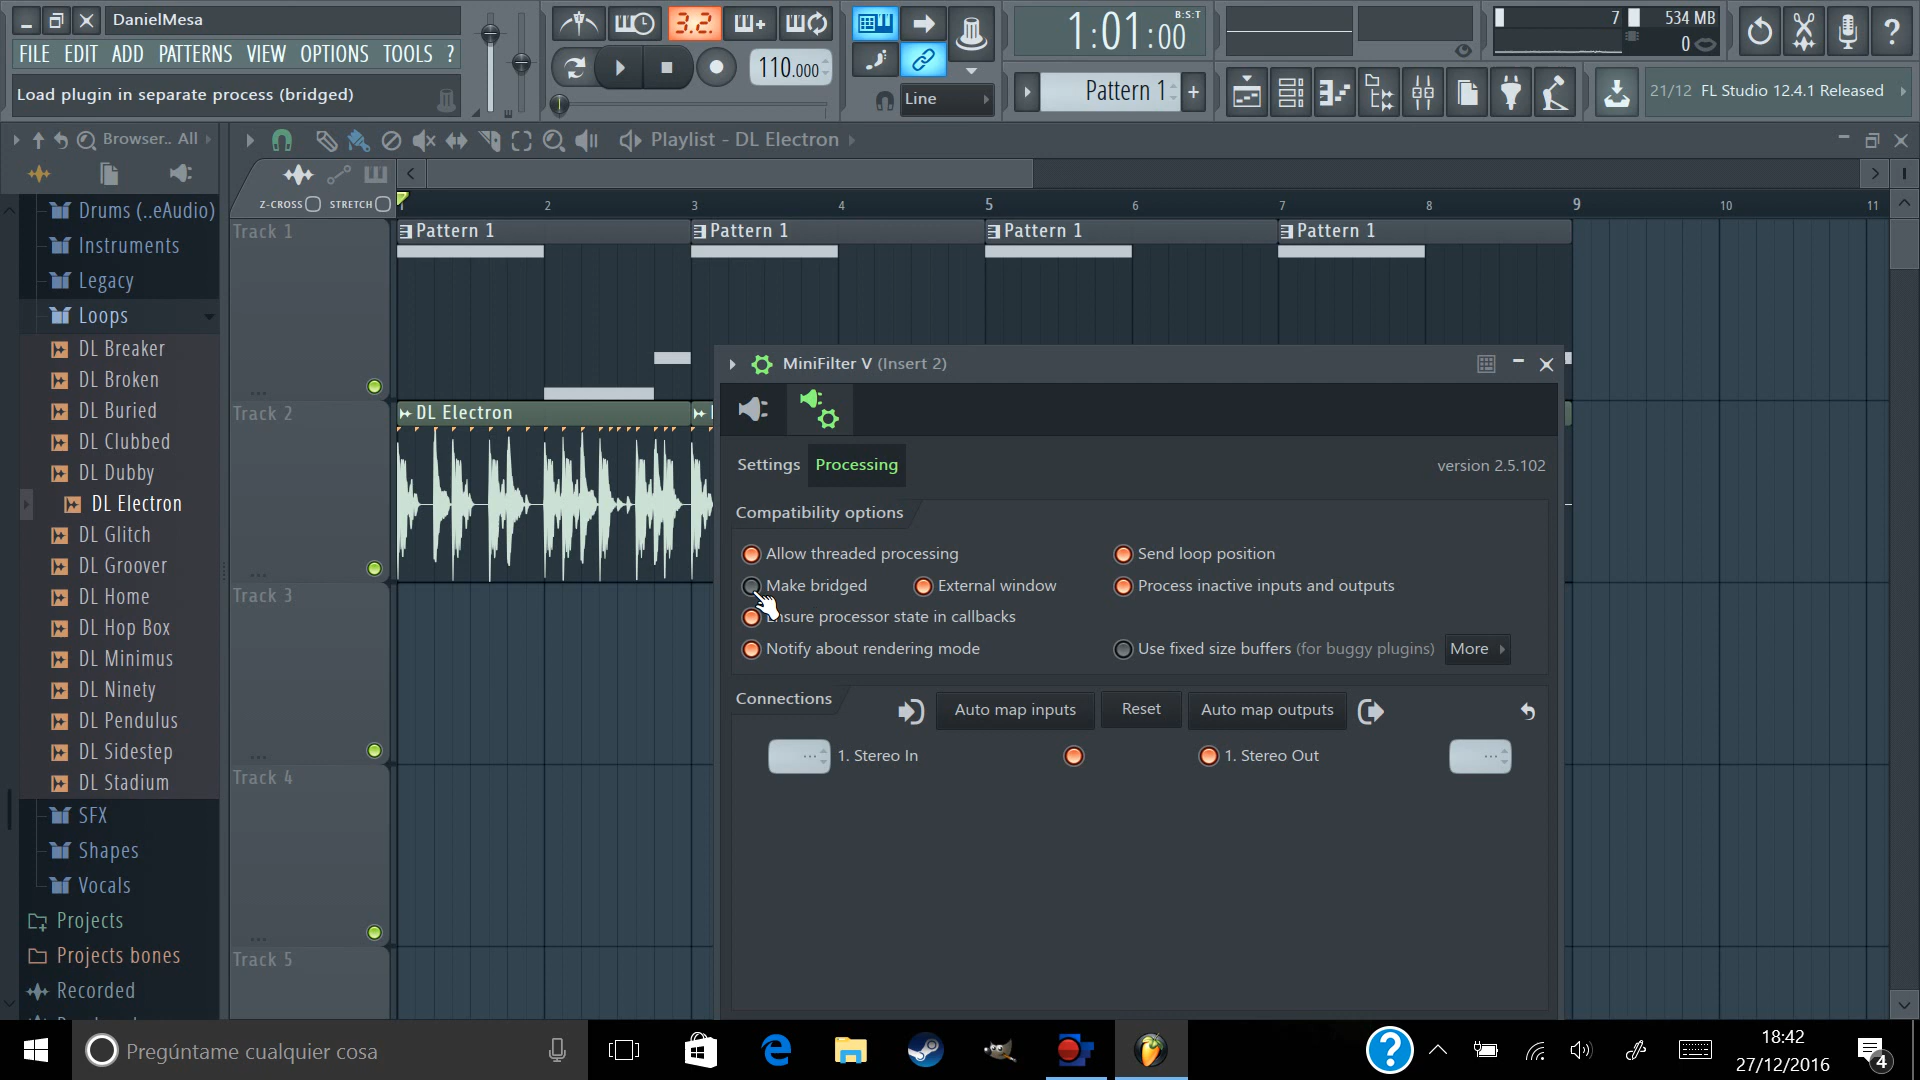 DanielMesa
FILE EDIT ADD PATTERNS VIEW OPTIONS TOOLS ?
Load plugin in separate process (bridged)
3.2.
110.000
Line
1:01:00
B:S:T
Pattern 1
7
534 MB
0
21/12 FL Studio 12.4.1 Released
Browser.. All
Playlist - DL Electron
Z-CROSS STRETCH
1 2 3 4 5 6 7 8 9 10 11
Drums (..eAudio)
Instruments
Legacy
Loops
DL Breaker
DL Broken
DL Buried
DL Clubbed
DL Dubby
DL Electron
DL Glitch
DL Groover
DL Home
DL Hop Box
DL Minimus
DL Ninety
DL Pendulus
DL Sidestep
DL Stadium
SFX
Shapes
Vocals
Projects
Projects bones
Recorded
Track 1
Pattern 1 Pattern 1 Pattern 1 Pattern 1
Track 2
DL Electron
Track 3
Track 4
Track 5
MiniFilter V (Insert 2)
Settings Processing version 2.5.102
Compatibility options
Allow threaded processing Send loop position
Make bridged External window Process inactive inputs and outputs
nsure processor state in callbacks
Notify about rendering mode Use fixed size buffers (for buggy plugins) More
Connections Auto map inputs Reset Auto map outputs
1. Stereo In 1. Stereo Out
Pregúntame cualquier cosa
18:42
27/12/2016
4